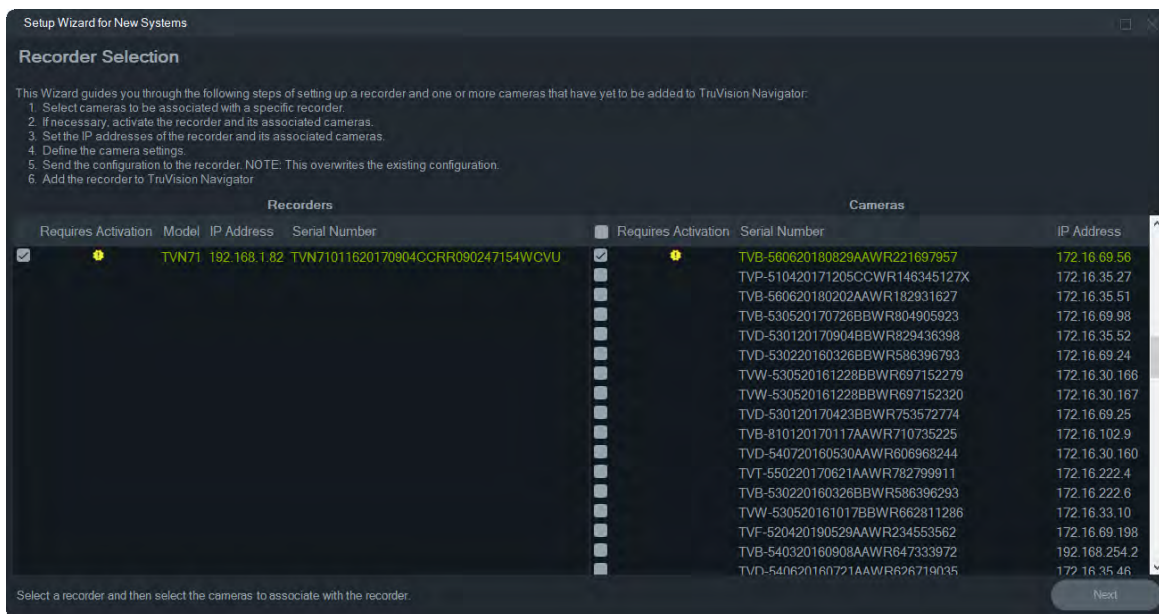 Setup Wizard for New Systems
Recorder Selection
This Wizard guides you through the following steps of setting up a recorder and one or more cameras that have yet to be added to TruVision Navigator:
1. Select cameras to be associated with a specific recorder.
2. If necessary, activate the recorder and its associated cameras.
3. Set the IP addresses of the recorder and its associated cameras.
4. Define the camera settings.
5. Send the configuration to the recorder. NOTE: This overwrites the existing configuration.
6. Add the recorder to TruVision Navigator
Recorders Cameras
Requires Activation Model IP Address Serial Number Requires Activation Serial Number IP Address
TVN71 192.168.1.82 TVN71011620170904CCRR090247154WCVU TVB-560620180829AAWR221697957 172.16.69.56
TVP-510420171205CCWR146345127X 172.16.35.27
TVB-560620180202AAWR182931627 172.16.35.51
TVB-530520170726BBWR804905923 172.16.69.98
TVD-530120170904BBWR829436398 172.16.35.52
TVD-530220160326BBWR586396793 172.16.69.24
TVW-530520161228BBWR697152279 172.16.30.166
TVW-530520161228BBWR697152320 172.16.30.167
TVD-530120170423BBWR753572774 172.16.69.25
TVB-810120170117AAWR710735225 172.16.102.9
TVD-540720160530AAWR606968244 172.16.30.160
TVT-550220170621AAWR782799911 172.16.222.4
TVB-530220160326BBWR586396293 172.16.222.6
TVW-530520161017BBWR662811286 172.16.33.10
TVF-520420190529AAWR234553562 172.16.69.198
TVB-540320160908AAWR647333972 192.168.254.2
TVD-540620160721AAWR626719035 172.16.35.46
Select a recorder and then select the cameras to associate with the recorder. Next